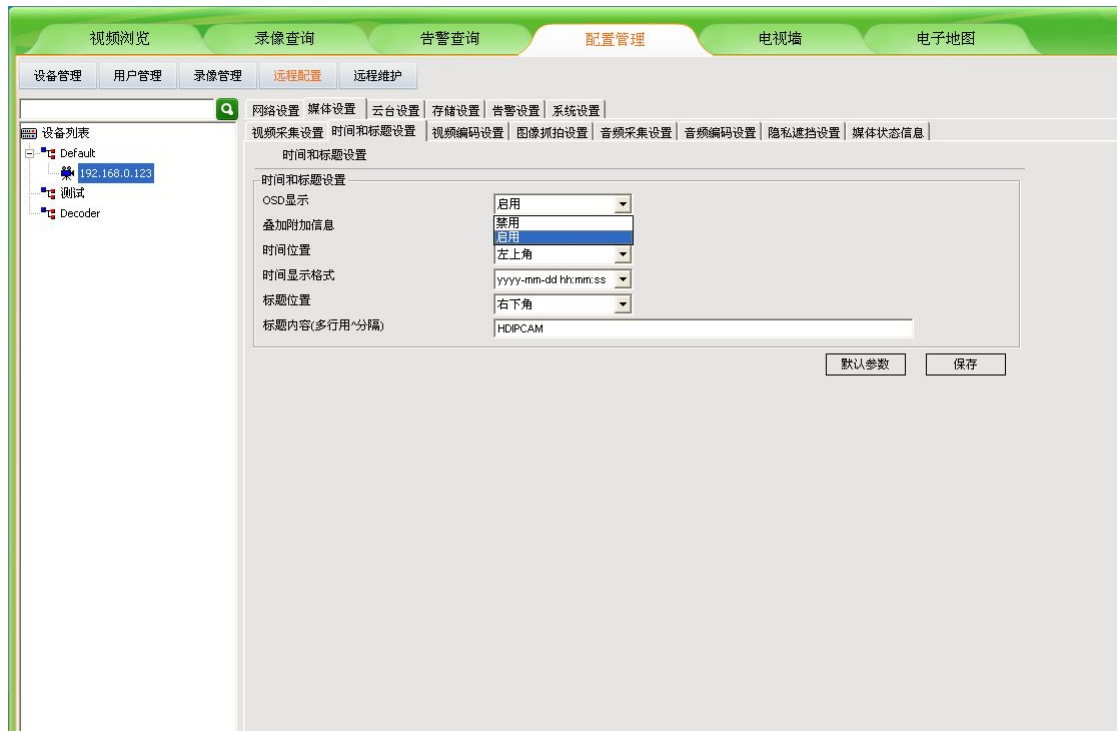 视频浏览 录像查询 告警查询 配置管理 电视墙 电子地图
设备管理 用户管理 录像管理 远程配置 远程维护
网络设置 媒体设置 云台设置 存储设置 告警设置 系统设置
设备列表
视频采集设置 时间和标题设置 视频编码设置 图像抓拍设置 音频采集设置 音频编码设置 隐私遮挡设置 媒体状态信息
Default
192.168.0.123
测试
Decoder
时间和标题设置
时间和标题设置
OSD显示 启用
禁用
启用
叠加附加信息
时间位置 左上角
时间显示格式 yyyy-mm-dd hh:mm:ss
标题位置 右下角
标题内容(多行用^分隔) HDIPCAM
默认参数 保存